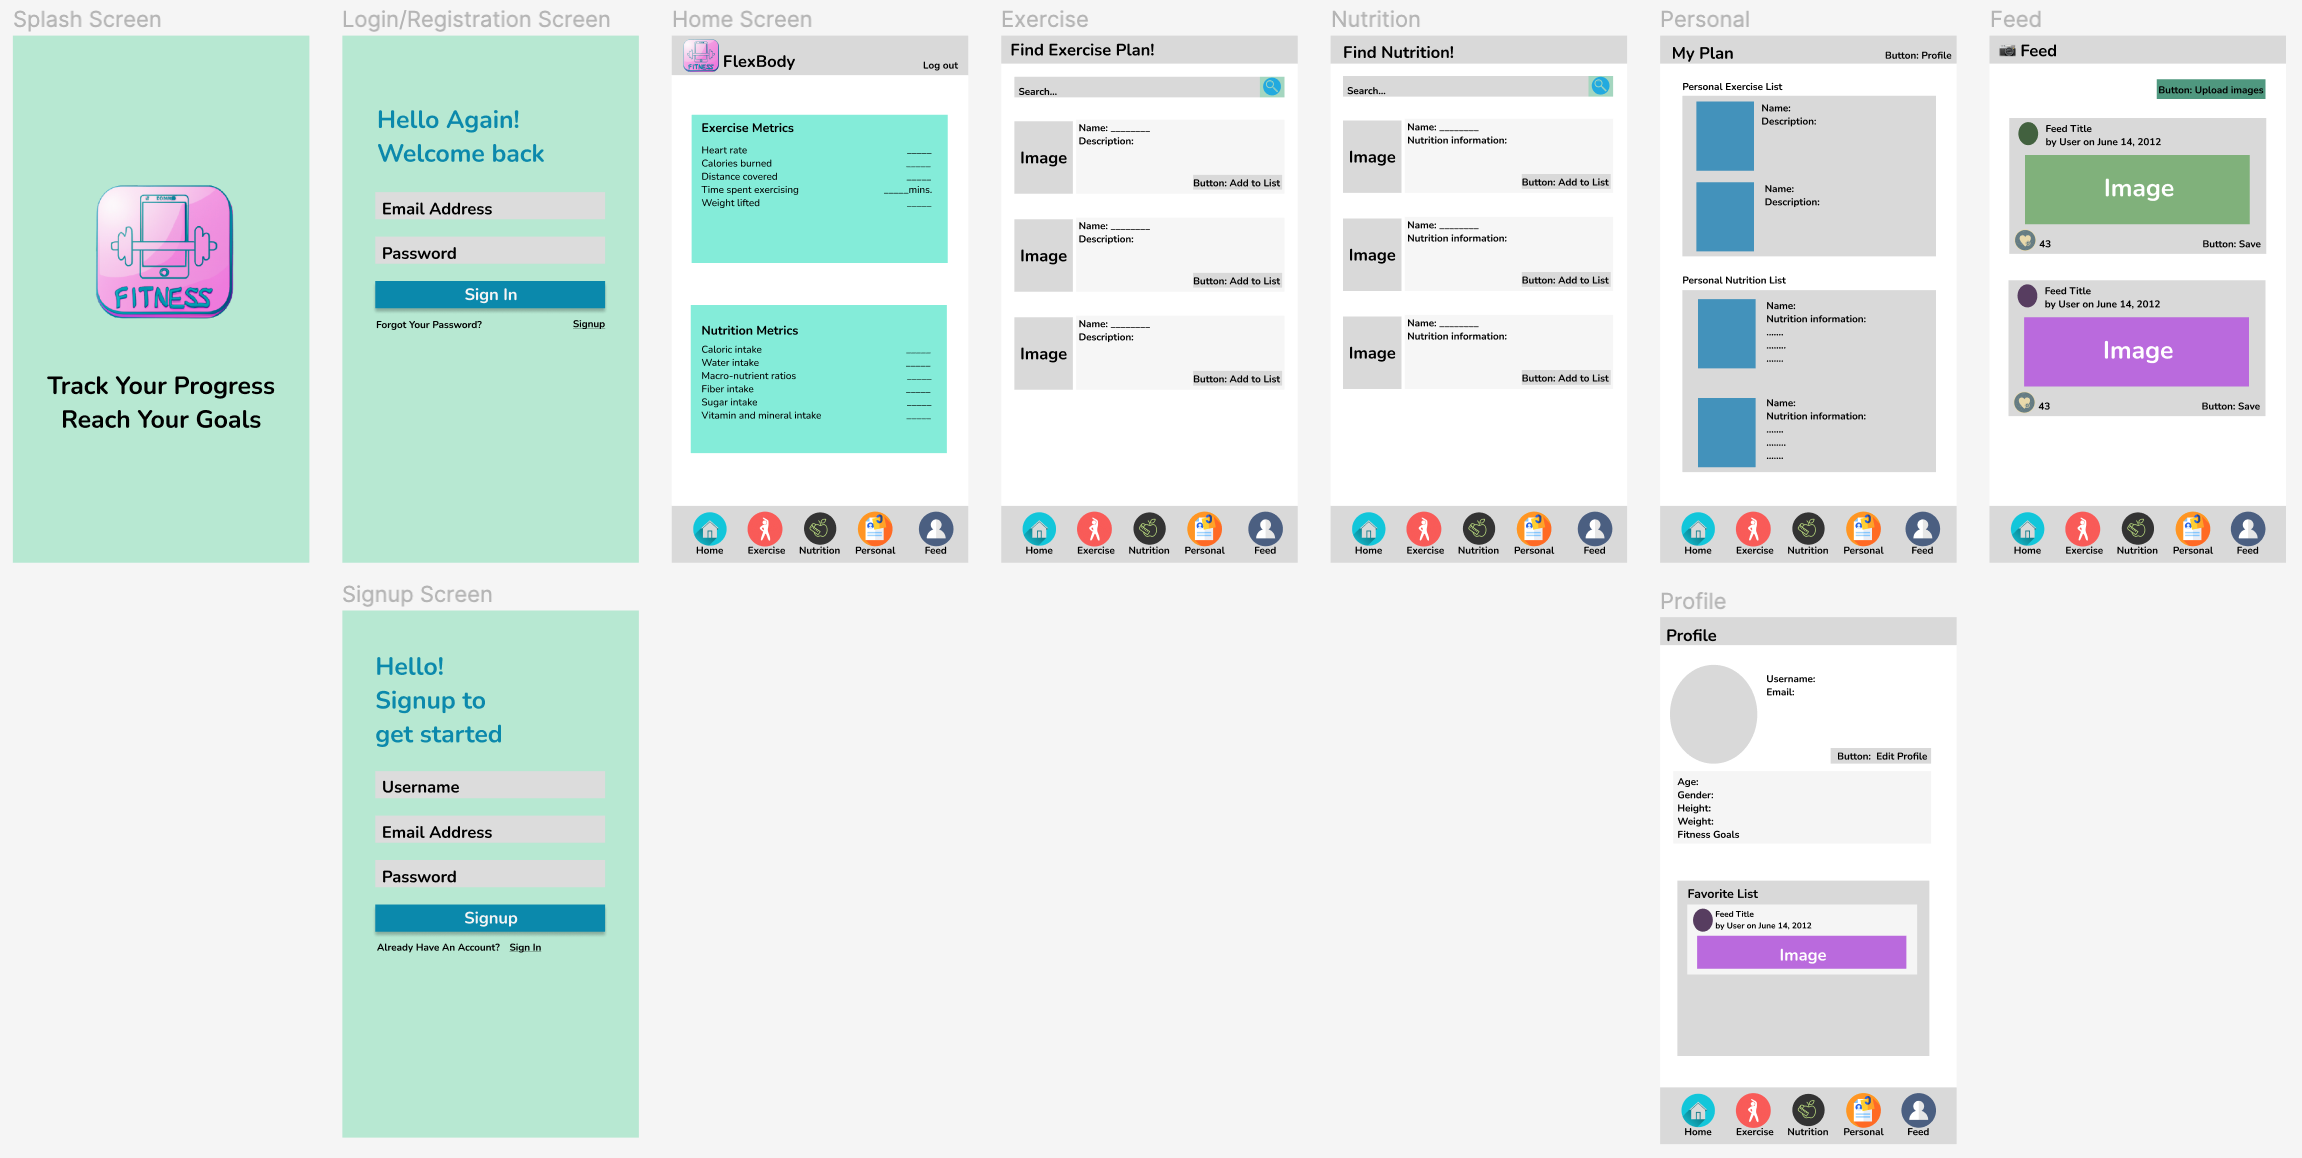 Splash Screen
FITNESS
Track Your Progress
Reach Your Goals
Login/Registration Screen
Hello Again!
Welcome back
Email Address
Password
Sign In
Forgot Your Password? Signup
Home Screen
FITNESS
FlexBody
Log out
Exercise Metrics
Heart rate _____
Calories burned _____
Distance covered _____
Time spent exercising _____mins.
Weight lifted _____
Nutrition Metrics
Caloric intake _____
Water intake _____
Macro-nutrient ratios _____
Fiber intake _____
Sugar intake _____
Vitamin and mineral intake _____
Home Exercise Nutrition Personal Feed
Exercise
Find Exercise Plan!
Search...
Image
Name: ________
Description:
Button: Add to List
Image
Name: ________
Description:
Button: Add to List
Image
Name: ________
Description:
Button: Add to List
Home Exercise Nutrition Personal Feed
Nutrition
Find Nutrition!
Search...
Image
Name: ________
Nutrition information:
Button: Add to List
Image
Name: ________
Nutrition information:
Button: Add to List
Image
Name: ________
Nutrition information:
Button: Add to List
Home Exercise Nutrition Personal Feed
Personal
My Plan
Button: Profile
Personal Exercise List
Name:
Description:
Name:
Description:
Personal Nutrition List
Name:
Nutrition information:
.......
........
.......
Name:
Nutrition information:
.......
........
.......
Home Exercise Nutrition Personal Feed
Feed
Feed
Button: Upload images
Feed Title
by User on June 14, 2012
Image
43
Button: Save
Feed Title
by User on June 14, 2012
Image
43
Button: Save
Home Exercise Nutrition Personal Feed
Signup Screen
Hello!
Signup to
get started
Username
Email Address
Password
Signup
Already Have An Account? Sign In
Profile
Profile
Username:
Email:
Button: Edit Profile
Age:
Gender:
Height:
Weight:
Fitness Goals
Favorite List
Feed Title
by User on June 14, 2012
Image
Home Exercise Nutrition Personal Feed